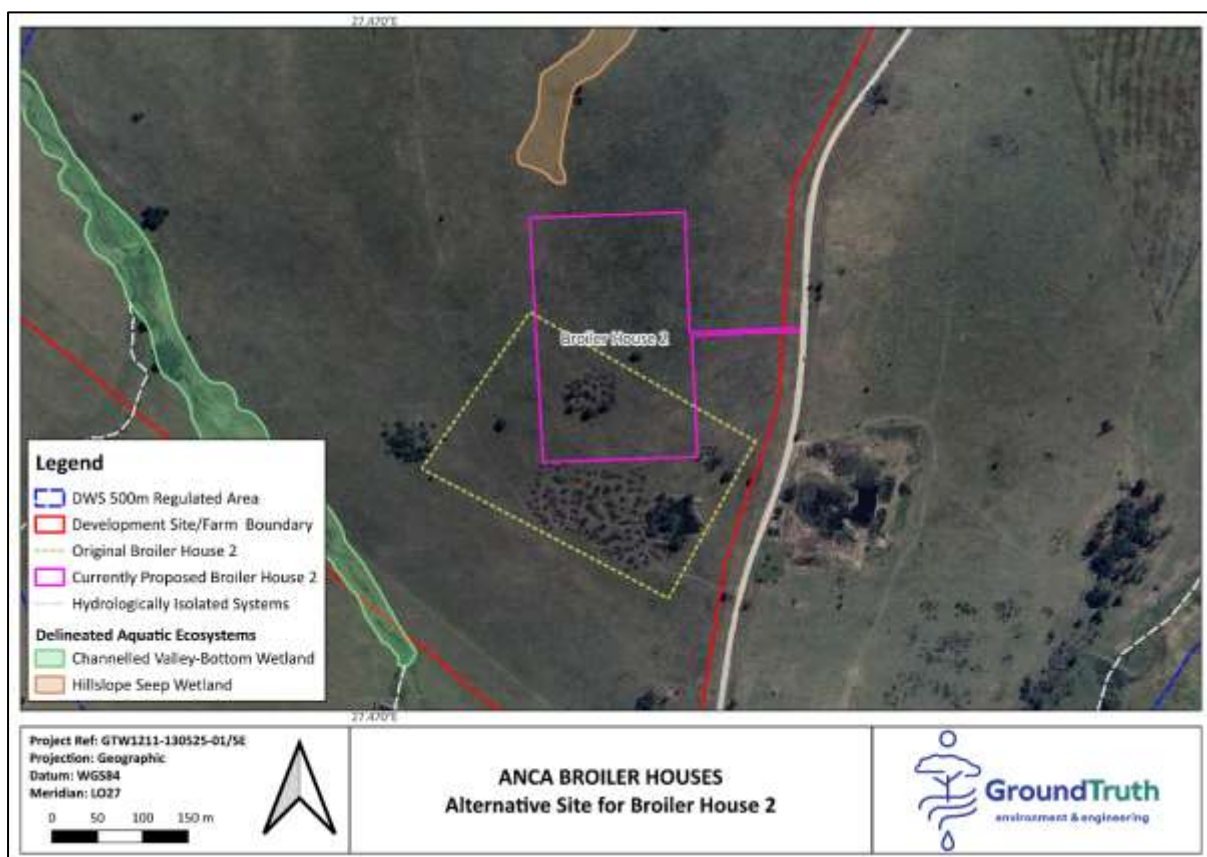 27.470°E
Broiler House 2
Legend
DWS 500m Regulated Area
Development Site/Farm Boundary
Original Broiler House 2
Currently Proposed Broiler House 2
Hydrologically Isolated Systems
Delineated Aquatic Ecosystems
Channelled Valley-Bottom Wetland
Hillslope Seep Wetland
27.470°E
Project Ref: GTW1211-130525-01/SE
Projection: Geographic
Datum: WGS84
Meridian: LO27
0 50 100 150 m
ANCA BROILER HOUSES
Alternative Site for Broiler House 2
GroundTruth
environment & engineering